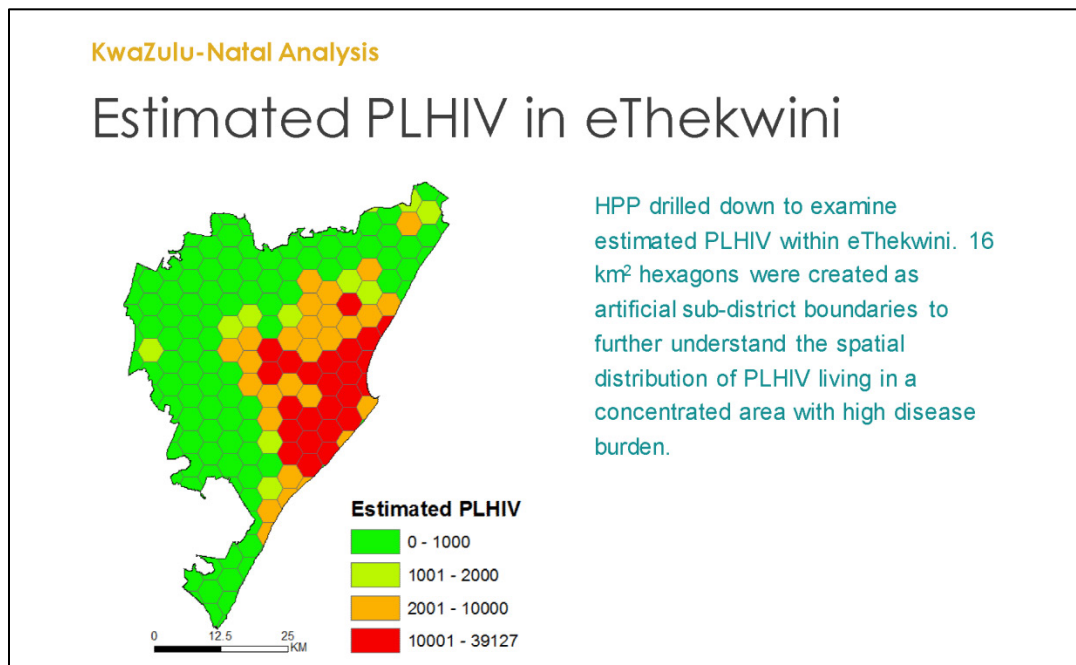 KwaZulu-Natal Analysis
Estimated PLHIV in eThekwini
HPP drilled down to examine
estimated PLHIV within eThekwini. 16
km² hexagons were created as
artificial sub-district boundaries to
further understand the spatial
distribution of PLHIV living in a
concentrated area with high disease
burden.
Estimated PLHIV
0 - 1000
1001 - 2000
2001 - 10000
10001 - 39127
0 12.5 25
KM